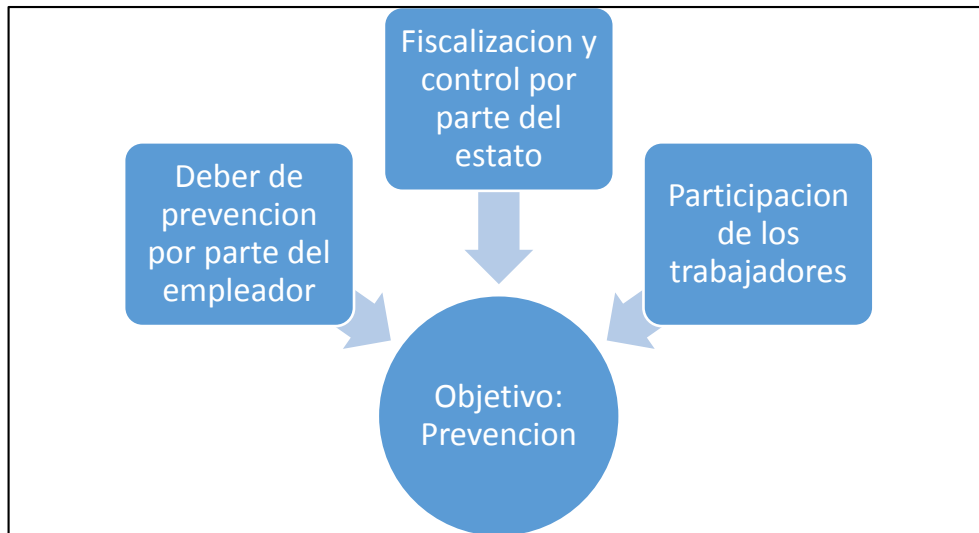 Fiscalizacion y
control por
parte del
estato
Deber de
prevencion
por parte del
empleador
Participacion
de los
trabajadores
Objetivo:
Prevencion